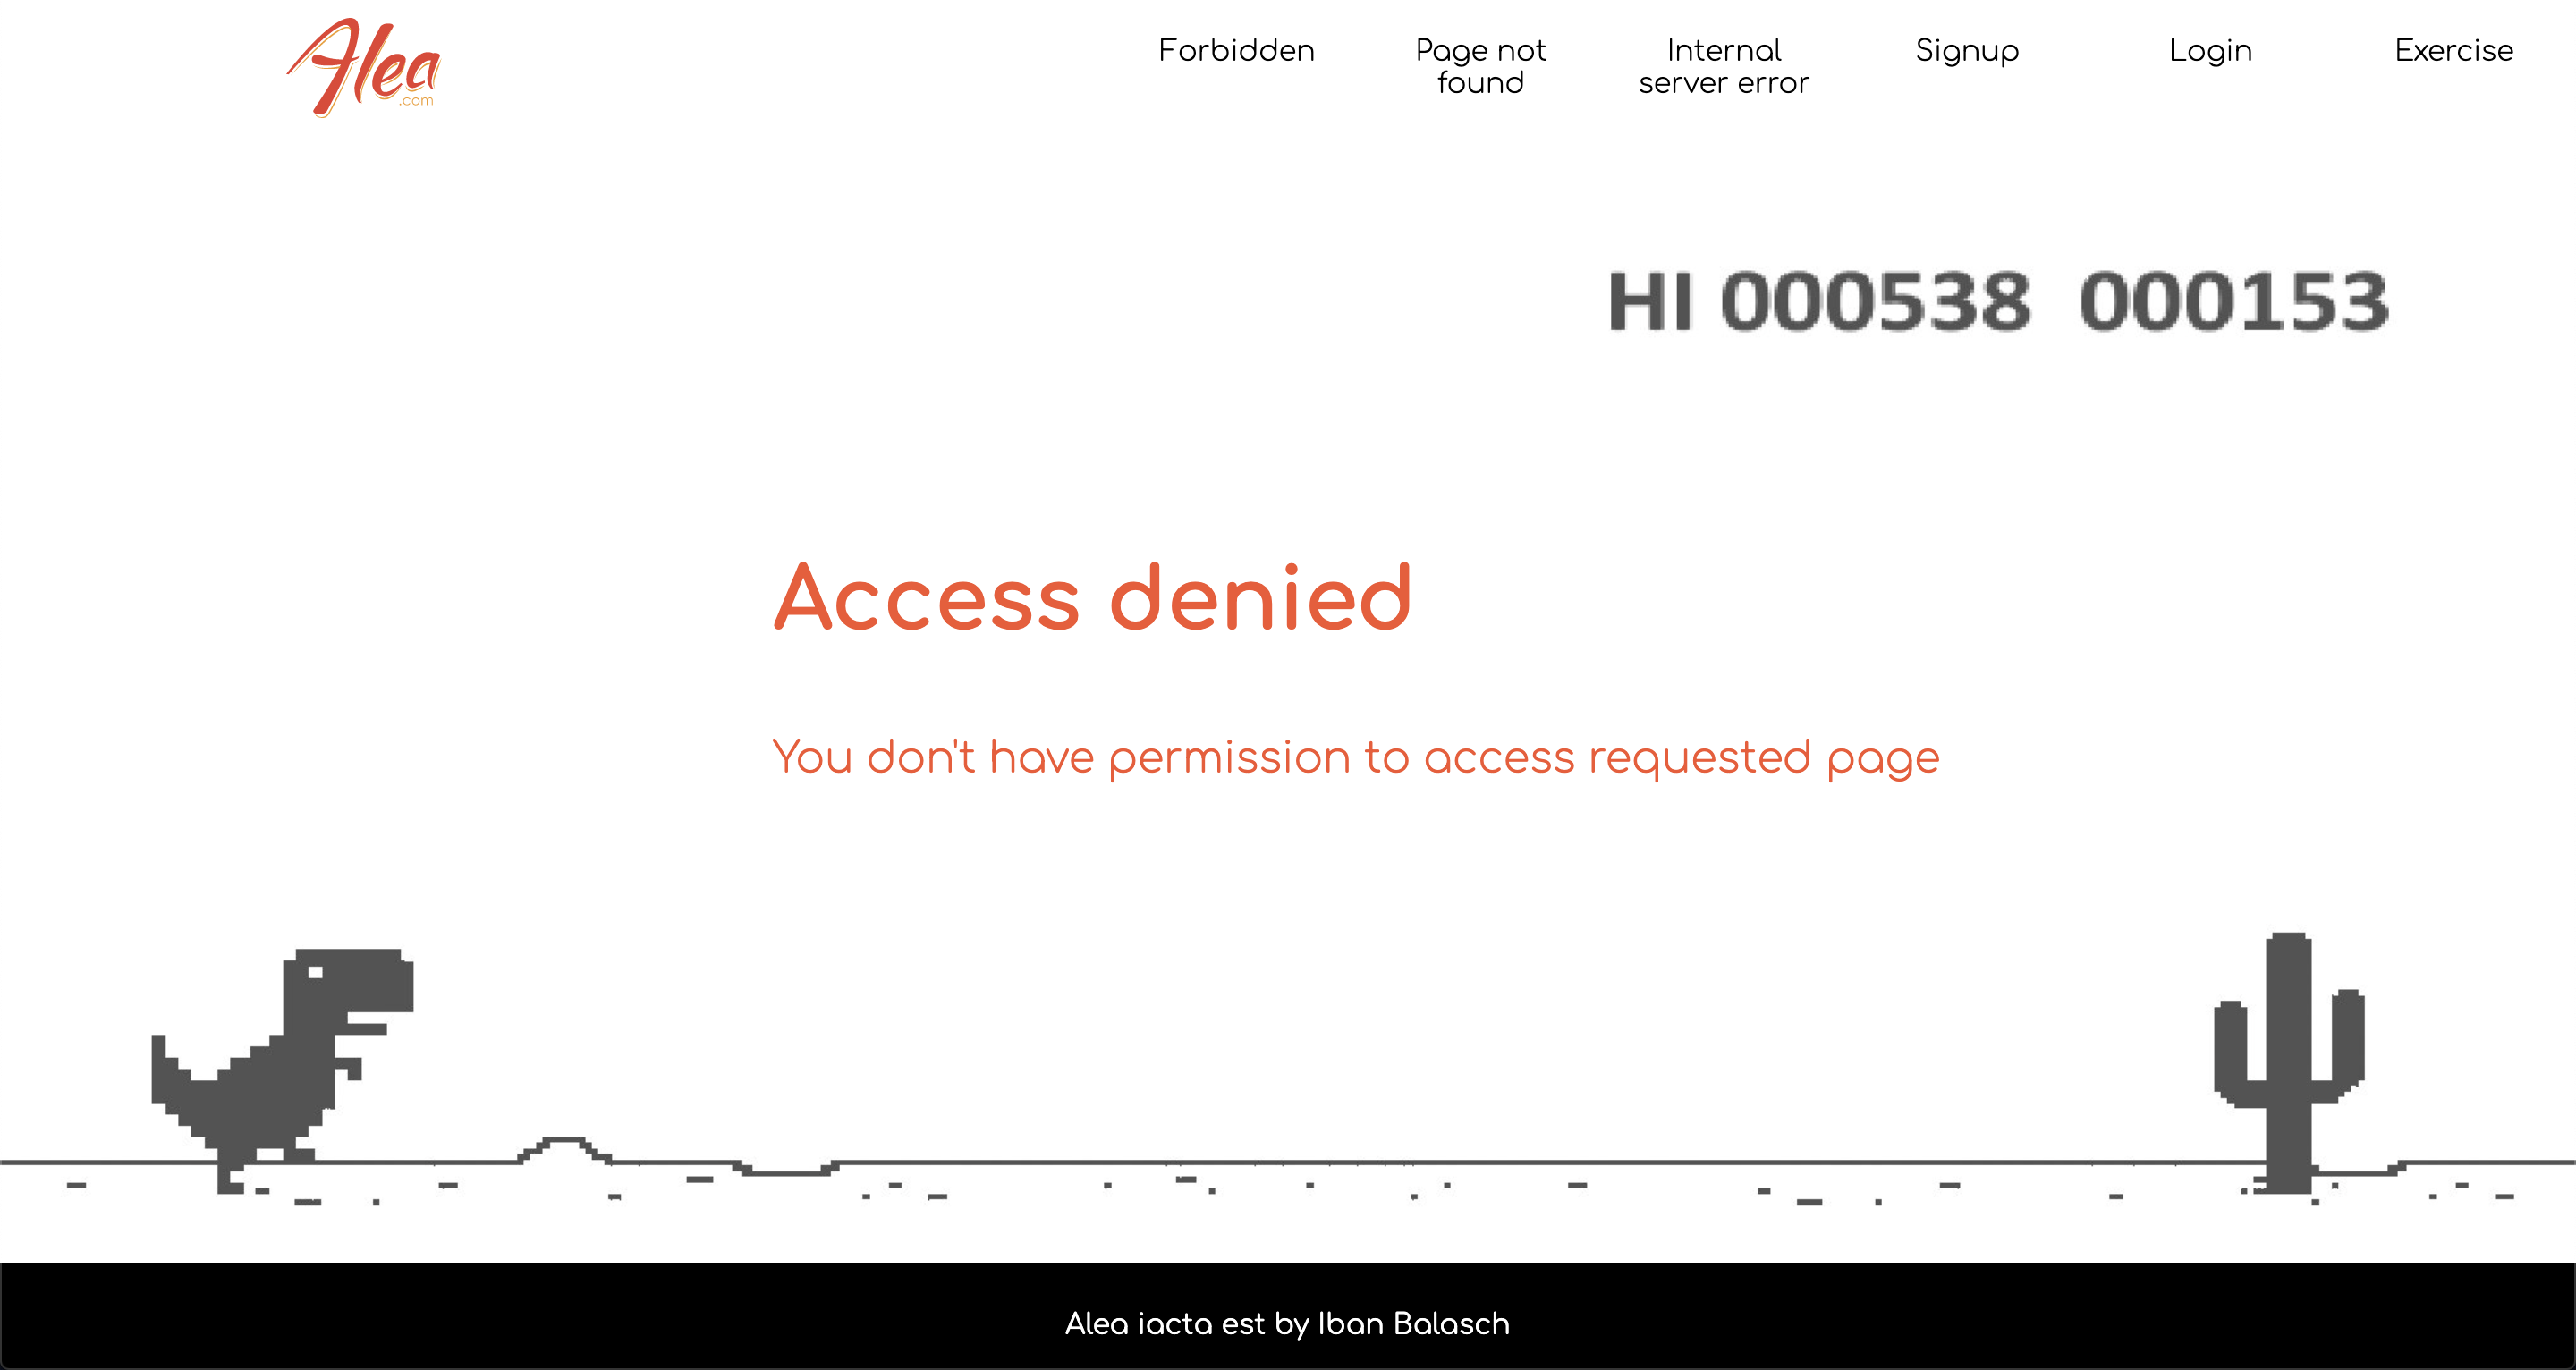 Alea
.com
Forbidden
Page not
found
Internal
server error
Signup
Login
Exercise
HI 000538 000153
Access denied
You don't have permission to access requested page
Alea iacta est by Iban Balasch